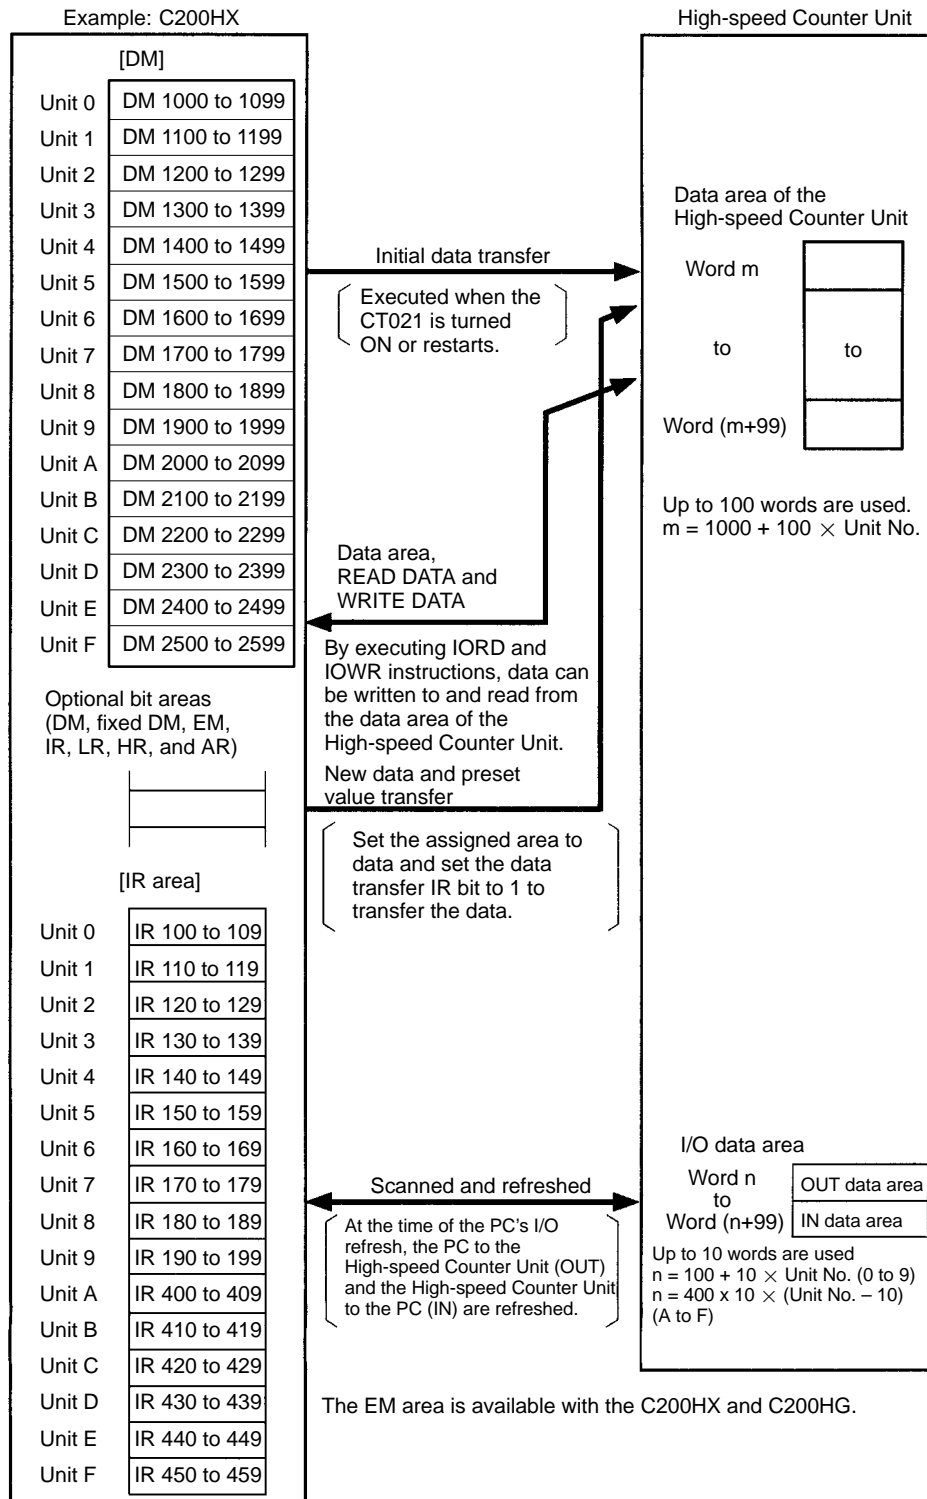 Example: C200HX
High-speed Counter Unit
[DM]
Unit 0 DM 1000 to 1099
Unit 1 DM 1100 to 1199
Unit 2 DM 1200 to 1299
Unit 3 DM 1300 to 1399
Unit 4 DM 1400 to 1499
Unit 5 DM 1500 to 1599
Unit 6 DM 1600 to 1699
Unit 7 DM 1700 to 1799
Unit 8 DM 1800 to 1899
Unit 9 DM 1900 to 1999
Unit A DM 2000 to 2099
Unit B DM 2100 to 2199
Unit C DM 2200 to 2299
Unit D DM 2300 to 2399
Unit E DM 2400 to 2499
Unit F DM 2500 to 2599
Optional bit areas
(DM, fixed DM, EM,
IR, LR, HR, and AR)
[IR area]
Unit 0 IR 100 to 109
Unit 1 IR 110 to 119
Unit 2 IR 120 to 129
Unit 3 IR 130 to 139
Unit 4 IR 140 to 149
Unit 5 IR 150 to 159
Unit 6 IR 160 to 169
Unit 7 IR 170 to 179
Unit 8 IR 180 to 189
Unit 9 IR 190 to 199
Unit A IR 400 to 409
Unit B IR 410 to 419
Unit C IR 420 to 429
Unit D IR 430 to 439
Unit E IR 440 to 449
Unit F IR 450 to 459
Initial data transfer
Executed when the
CT021 is turned
ON or restarts.
Data area,
READ DATA and
WRITE DATA
By executing IORD and
IOWR instructions, data can
be written to and read from
the data area of the
High-speed Counter Unit.
New data and preset
value transfer
Set the assigned area to
data and set the data
transfer IR bit to 1 to
transfer the data.
Scanned and refreshed
At the time of the PC's I/O
refresh, the PC to the
High-speed Counter Unit (OUT)
and the High-speed Counter Unit
to the PC (IN) are refreshed.
Data area of the
High-speed Counter Unit
Word m
to to
Word (m+99)
Up to 100 words are used.
m = 1000 + 100 × Unit No.
I/O data area
Word n OUT data area
to
Word (n+99) IN data area
Up to 10 words are used
n = 100 + 10 × Unit No. (0 to 9)
n = 400 x 10 × (Unit No. – 10)
(A to F)
The EM area is available with the C200HX and C200HG.